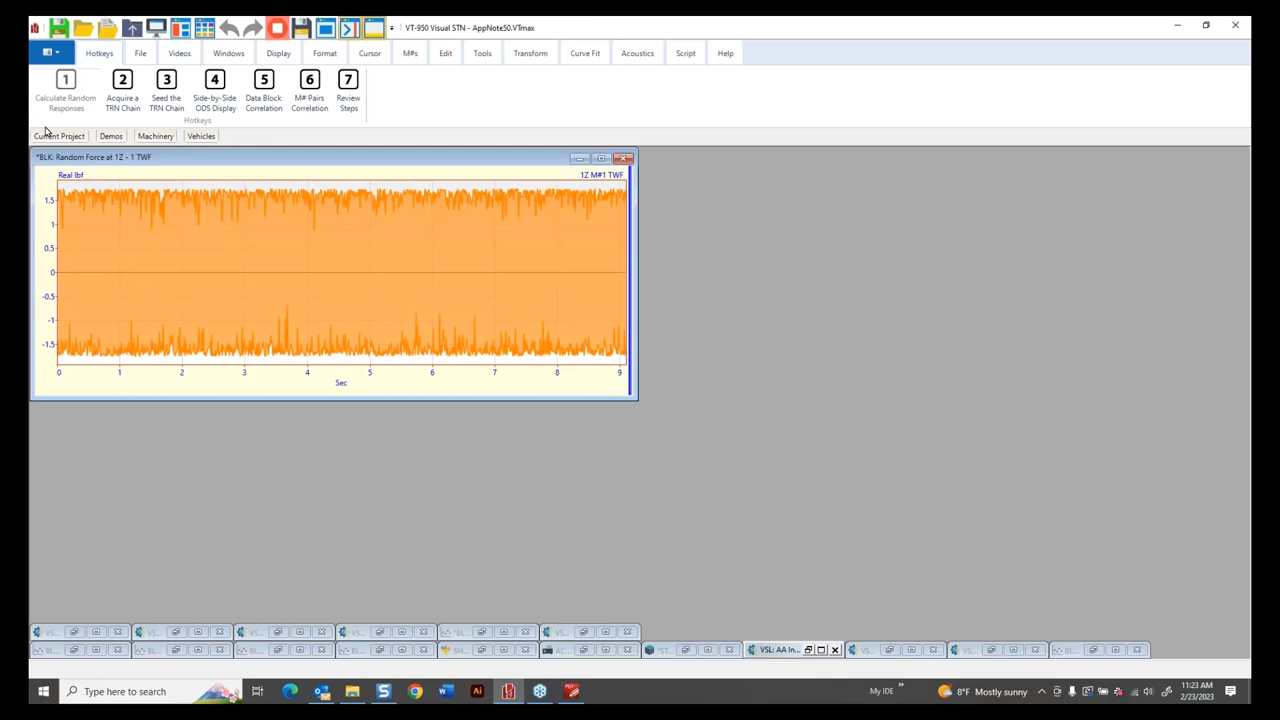 VT-950 Visual STN - AppNote50.VTmax
Hotkeys File Videos Windows Display Format Cursor M#s Edit Tools Transform Curve Fit Acoustics Script Help
1 2 3 4 5 6 7
Calculate Random Responses
Acquire a TRN Chain
Seed the TRN Chain
Side-by-Side ODS Display
Data Block Correlation
M# Pairs Correlation
Review Steps
Hotkeys
Current Project Demos Machinery Vehicles
*BLK: Random Force at 1Z - 1 TWF
Real lbf 1Z M#1 TWF
1.5
1
0.5
0
-0.5
-1
-1.5
0 1 2 3 4 5 6 7 8 9
Sec
VSL: AA In...
Type here to search
My IDE
8°F Mostly sunny
11:23 AM
2/23/2023